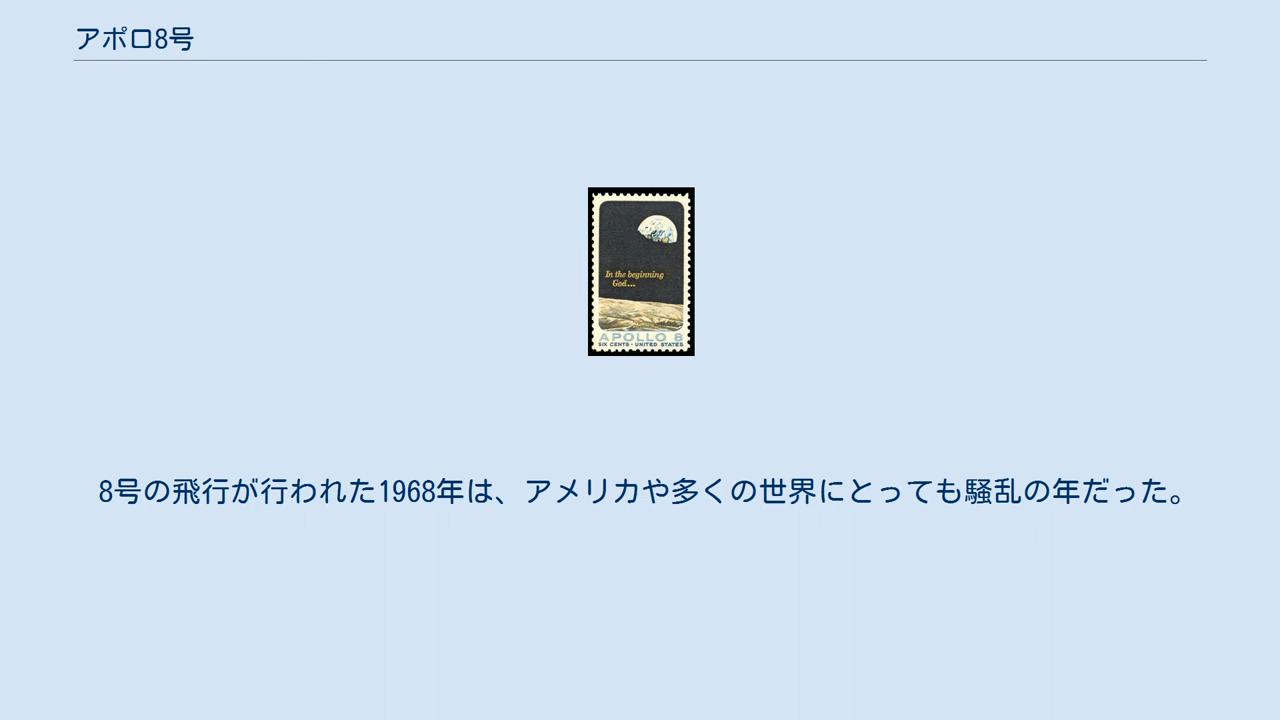 アポロ8号
In the beginning
God...
APOLLO 8
SIX CENTS · UNITED STATES
8号の飛行が行われた1968年は、アメリカや多くの世界にとっても騒乱の年だった。